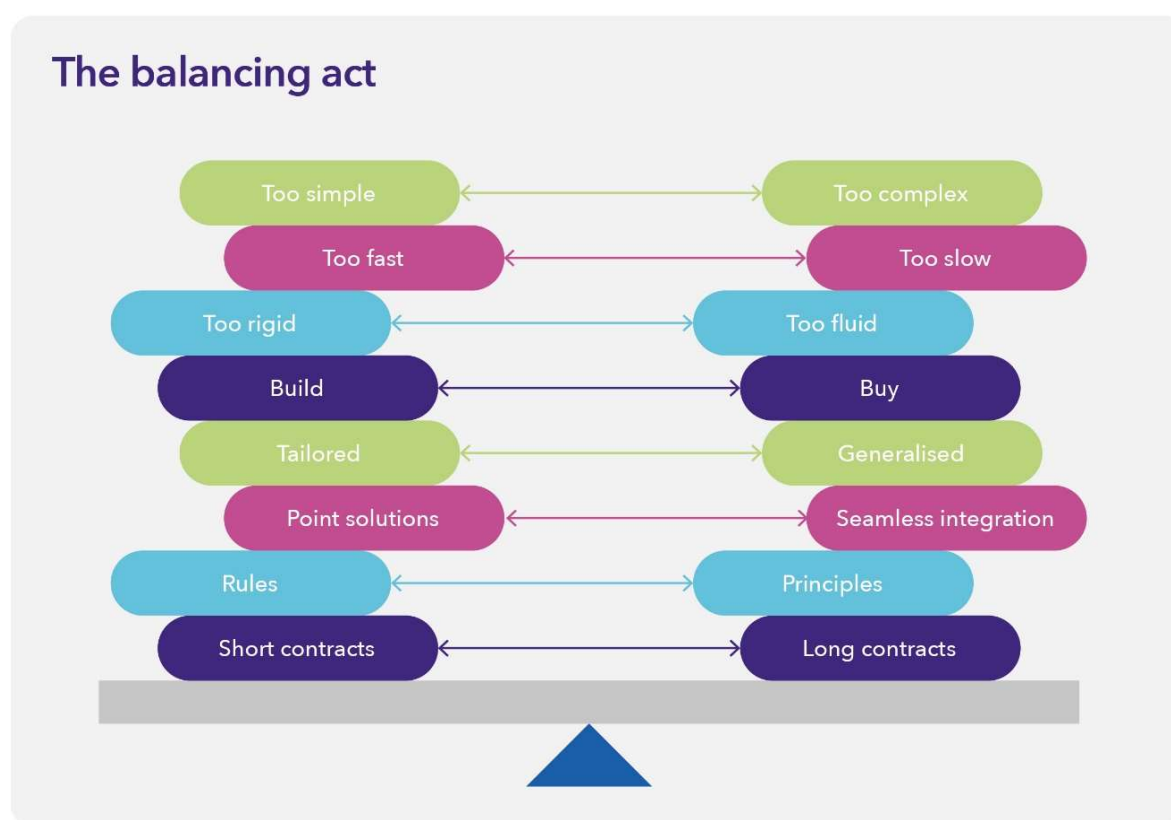 The balancing act
Too simple
Too complex
Too fast
Too slow
Too rigid
Too fluid
Build
Buy
Tailored
Generalised
Point solutions
Seamless integration
Rules
Principles
Short contracts
Long contracts